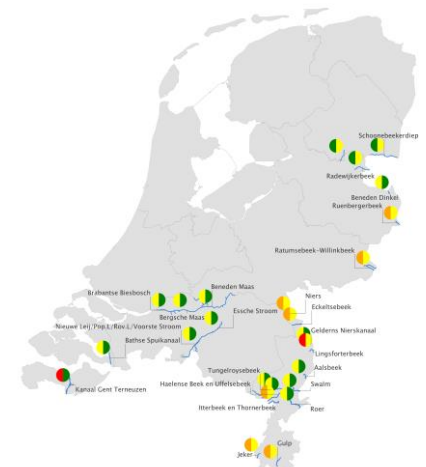 Schoonebeekerdiep
Radewijkerbeek
Beneden Dinkel
Ruenbergerbeek
Ratumsebeek-Willinkbeek
Brabantse Biesbosch
Beneden Maas
Niers
Eckeltsebeek
Bergsche Maas
Essche Stroom
Nieuwe Leij/Pop.L/Rov.L/Voorste Stroom
Gelderns Nierskanaal
Bathse Spuikanaal
Lingsforterbeek
Aalsbeek
Tungelroysebeek
Haelense Beek en Uffelsebeek
Swalm
Kanaal Gent Terneuzen
Itterbeek en Thornerbeek
Roer
Gulp
Jeker